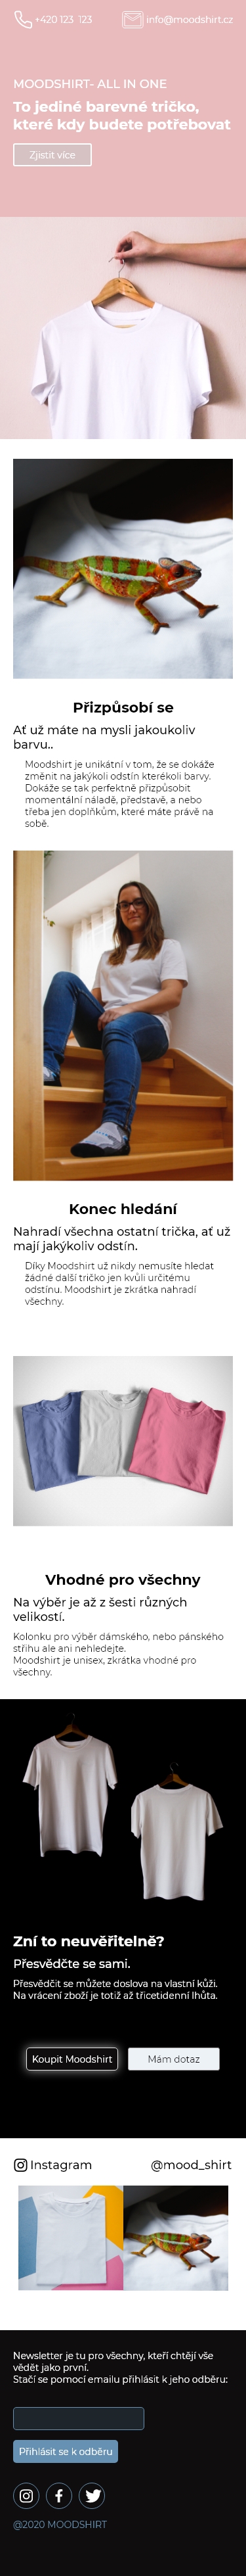 +420 123 123
info@moodshirt.cz
MOODSHIRT- ALL IN ONE
To jediné barevné tričko,
které kdy budete potřebovat
Zjistit více
Přizpůsobí se
Ať už máte na mysli jakoukoliv
barvu..
Moodshirt je unikátní v tom, že se dokáže
změnit na jakýkoli odstín kterékoli barvy.
Dokáže se tak perfektně přizpůsobit
momentální náladě, představě, a nebo
třeba jen doplňkům, které máte právě na
sobě.
Konec hledání
Nahradí všechna ostatní trička, ať už
mají jakýkoliv odstín.
Díky Moodshirt už nikdy nemusíte hledat
žádné další tričko jen kvůli určitému
odstínu. Moodshirt je zkrátka nahradí
všechny.
Vhodné pro všechny
Na výběr je až z šesti různých
velikostí.
Kolonku pro výběr dámského, nebo pánského
střihu ale ani nehledejte.
Moodshirt je unisex, zkrátka vhodné pro
všechny.
Zní to neuvěřitelně?
Přesvědčte se sami.
Přesvědčit se můžete doslova na vlastní kůži.
Na vrácení zboží je totiž až třicetidenní lhůta.
Koupit Moodshirt
Mám dotaz
Instagram
@mood_shirt
Newsletter je tu pro všechny, kteří chtějí vše
vědět jako první.
Stačí se pomocí emailu přihlásit k jeho odběru:
Přihlásit se k odběru
@2020 MOODSHIRT